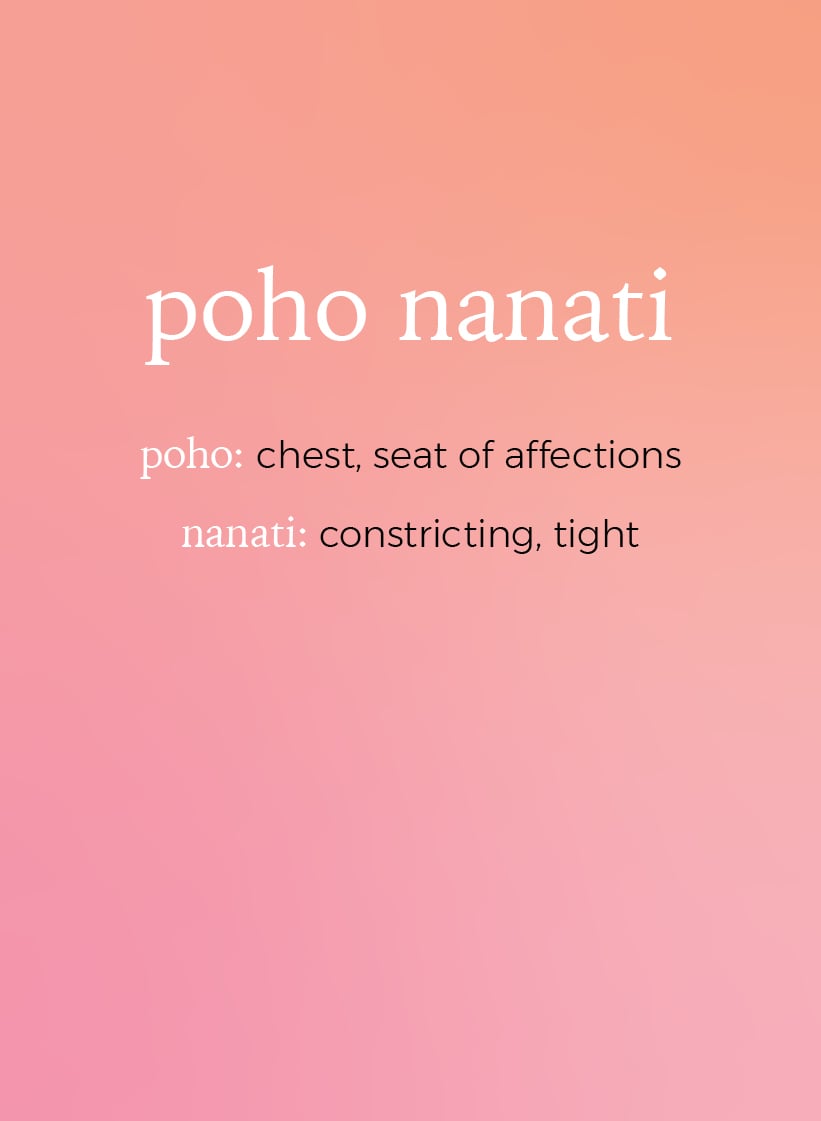 poho nanati
poho: chest, seat of affections
nanati: constricting, tight